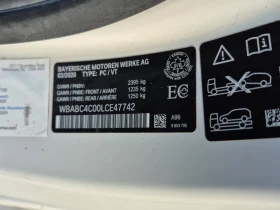 BAYERISCHE MOTOREN WERKE AG
03/2020 TYPE: PC / VT
GVWR / PNBV 2395 kg
GAWR / PNBE: FRONT / AVANT 1235 kg
GAWR / PNBE: REAR / ARRIÈRE 1250 kg
WBABC4C00LCE47742
A96
EC